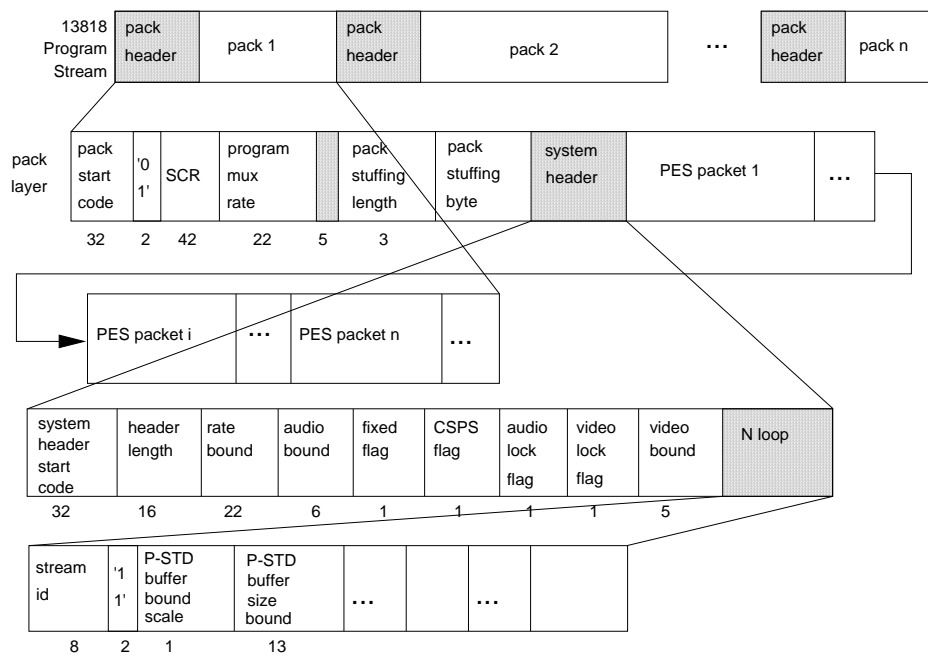 13818
Program
Stream
pack
header
pack 1
pack
header
pack 2
...
pack
header
pack n
pack
layer
pack
start
code
'0
1'
SCR
program
mux
rate
pack
stuffing
length
pack
stuffing
byte
system
header
PES packet 1
...
32 2 42 22 5 3
PES packet i
...
PES packet n
...
system
header
start
code
header
length
rate
bound
audio
bound
fixed
flag
CSPS
flag
audio
lock
flag
video
lock
flag
video
bound
N loop
32 16 22 6 1 1 1 1 5
stream
id
'1
1'
P-STD
buffer
bound
scale
P-STD
buffer
size
bound
...
...
8 2 1 13